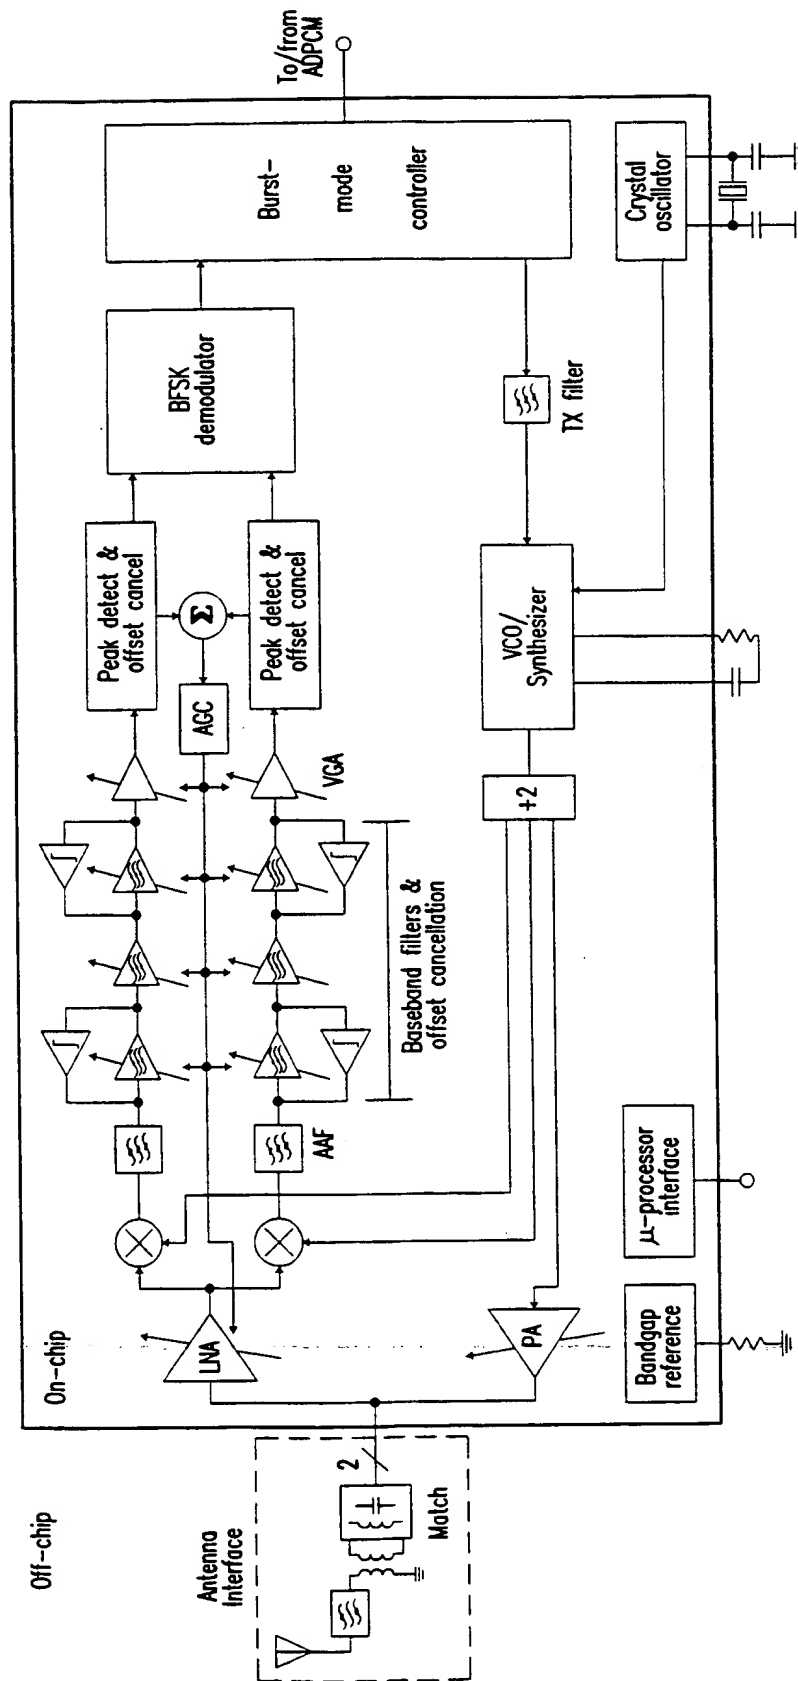 Off-chip
On-chip
Antenna
Interface
2
Match
LNA
PA
AAF
Baseband filters &
offset cancellation
VGA
AGC
Σ
Peak detect &
offset cancel
Peak detect &
offset cancel
BFSK
demodulator
Burst-
mode
controller
To/from
ADPCM
+2
VCO/
Synthesizer
TX filter
Crystal
oscillator
μ-processor
interface
Bandgap
reference